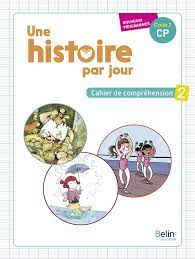 Une
histoire
par jour
NOUVEAUX
PROGRAMMES
Cycle 2
CP
Cahier de compréhension 2
Belin